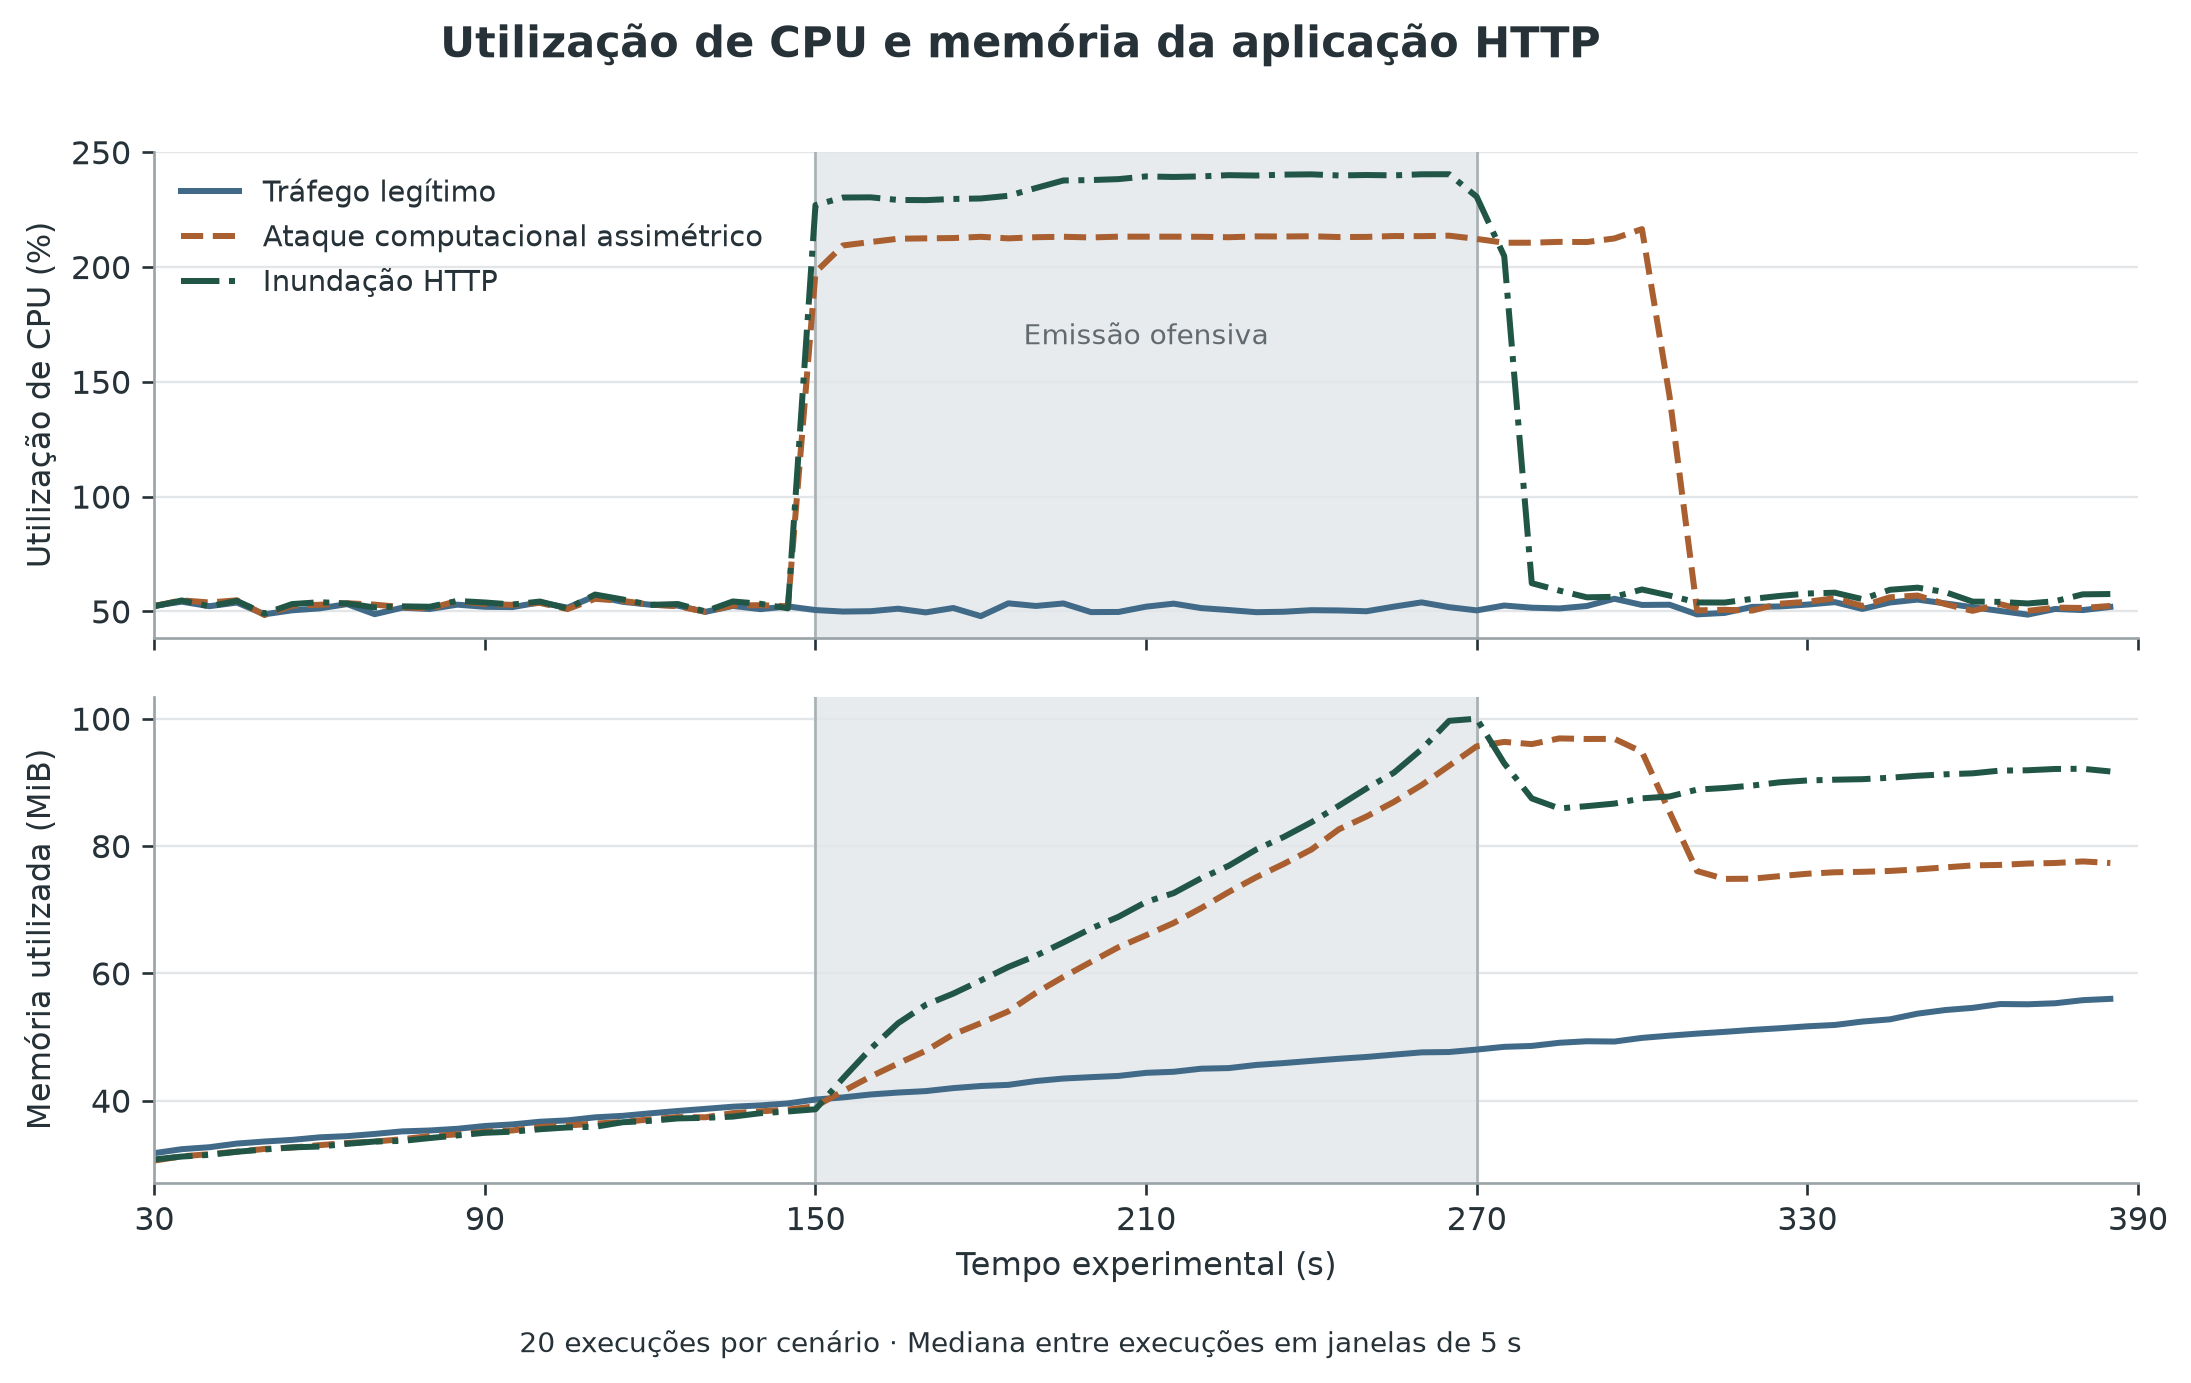 Utilização de CPU e memória da aplicação HTTP
250
200
150
100
50
Utilização de CPU (%)
Tráfego legítimo
Ataque computacional assimétrico
Inundação HTTP
Emissão ofensiva
100
80
60
40
Memória utilizada (MiB)
30 90 150 210 270 330 390
Tempo experimental (s)
20 execuções por cenário · Mediana entre execuções em janelas de 5 s